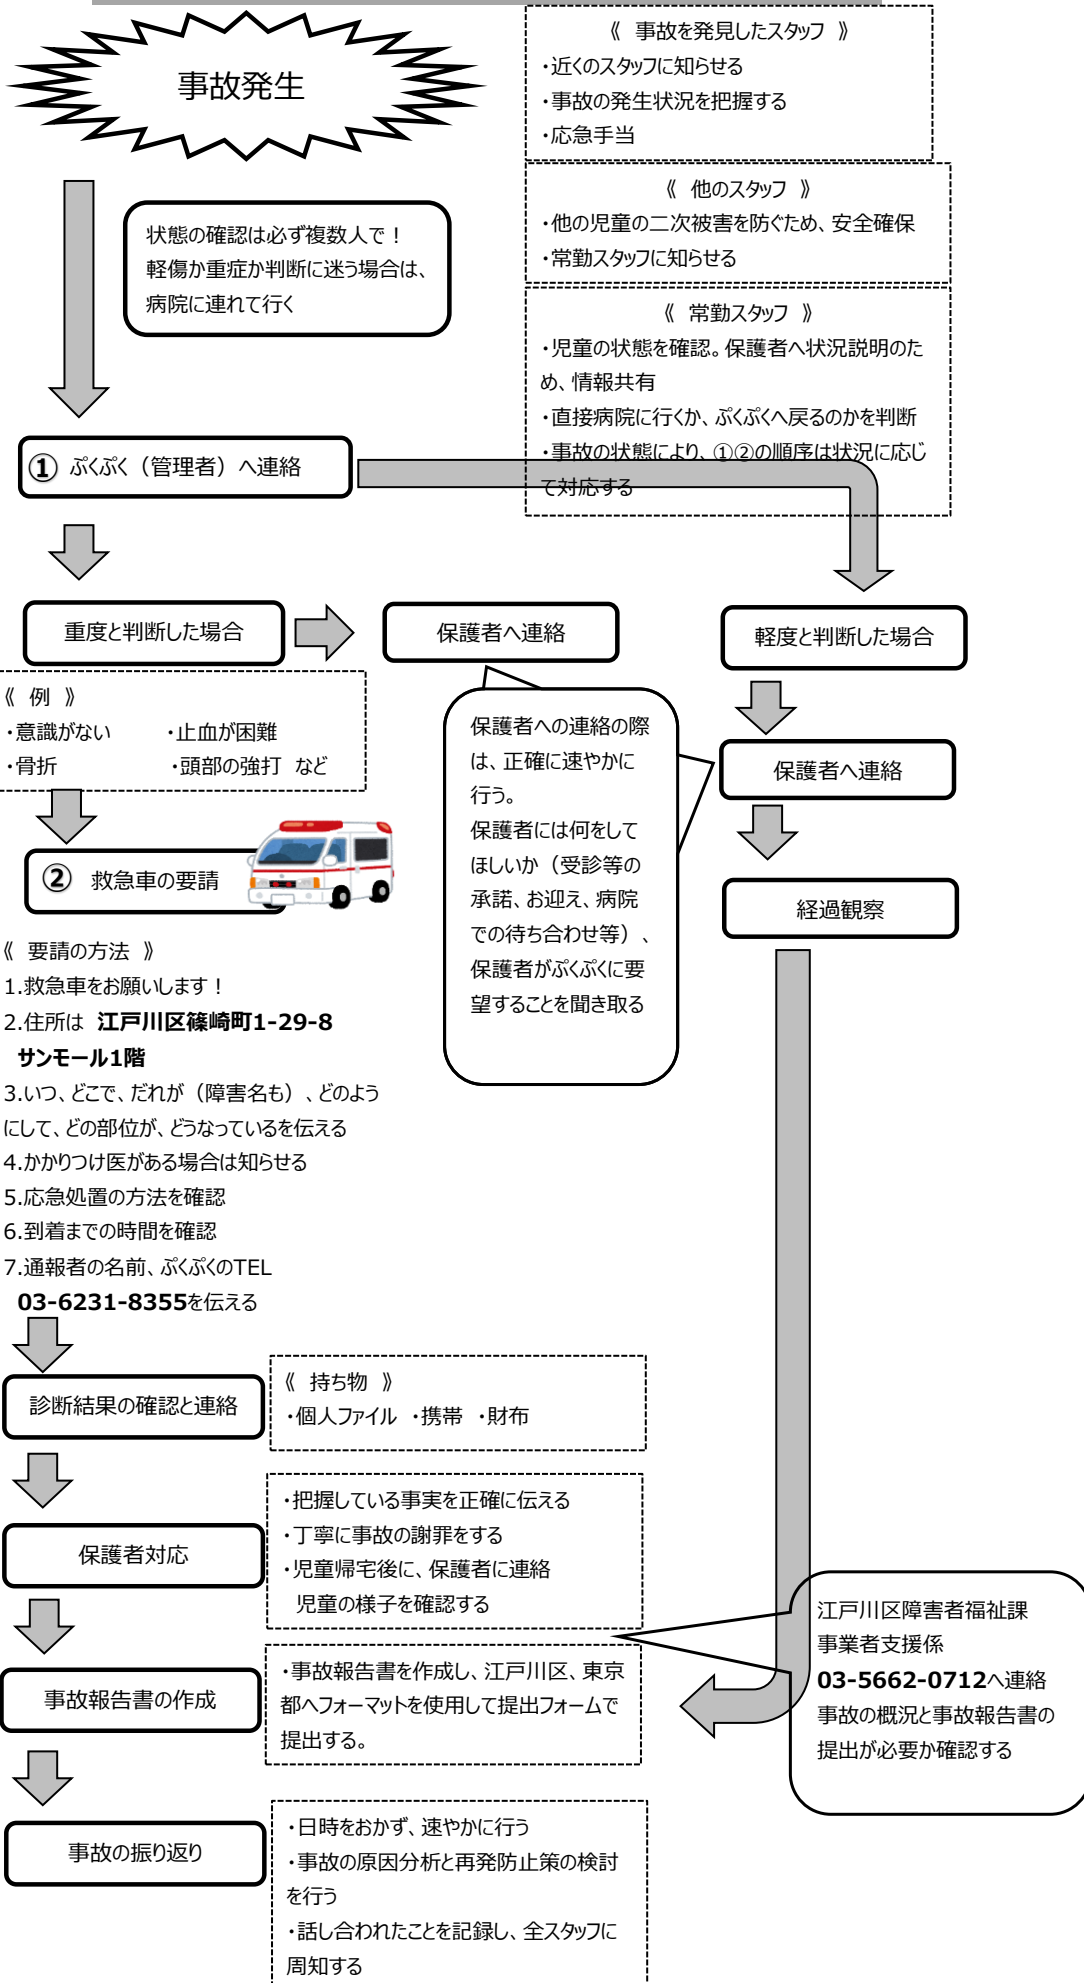 事故発生
《 事故を発見したスタッフ 》
・近くのスタッフに知らせる
・事故の発生状況を把握する
・応急手当
《 他のスタッフ 》
・他の児童の二次被害を防ぐため、安全確保
・常勤スタッフに知らせる
状態の確認は必ず複数人で！
軽傷か重症か判断に迷う場合は、
病院に連れて行く
《 常勤スタッフ 》
・児童の状態を確認。保護者へ状況説明のた
め、情報共有
・直接病院に行くか、ぷくぷくへ戻るのかを判断
・事故の状態により、①②の順序は状況に応じ
て対応する
① ぷくぷく（管理者）へ連絡
重度と判断した場合
保護者へ連絡
軽度と判断した場合
《 例 》
・意識がない ・止血が困難
・骨折 ・頭部の強打 など
保護者への連絡の際
は、正確に速やかに
行う。
保護者には何をして
ほしいか（受診等の
承諾、お迎え、病院
での待ち合わせ等）、
保護者がぷくぷくに要
望することを聞き取る
保護者へ連絡
② 救急車の要請
経過観察
《 要請の方法 》
1.救急車をお願いします！
2.住所は 江戸川区篠崎町1-29-8
サンモール1階
3.いつ、どこで、だれが（障害名も）、どのよう
にして、どの部位が、どうなっているを伝える
4.かかりつけ医がある場合は知らせる
5.応急処置の方法を確認
6.到着までの時間を確認
7.通報者の名前、ぷくぷくのTEL
03-6231-8355を伝える
診断結果の確認と連絡
《 持ち物 》
・個人ファイル ・携帯 ・財布
保護者対応
・把握している事実を正確に伝える
・丁寧に事故の謝罪をする
・児童帰宅後に、保護者に連絡
児童の様子を確認する
江戸川区障害者福祉課
事業者支援係
03-5662-0712へ連絡
事故の概況と事故報告書の
提出が必要か確認する
事故報告書の作成
・事故報告書を作成し、江戸川区、東京
都へフォーマットを使用して提出フォームで
提出する。
事故の振り返り
・日時をおかず、速やかに行う
・事故の原因分析と再発防止策の検討
を行う
・話し合われたことを記録し、全スタッフに
周知する